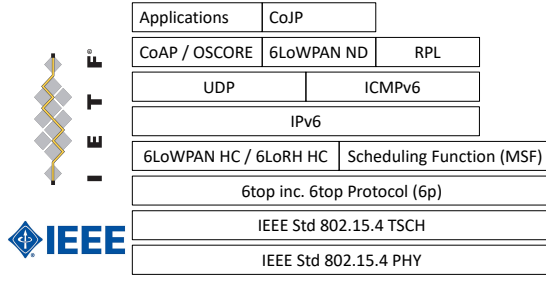 Applications
CoJP
CoAP / OSCORE
6LoWPAN ND
RPL
UDP
ICMPv6
IPv6
6LoWPAN HC / 6LoRH HC
Scheduling Function (MSF)
6top inc. 6top Protocol (6p)
IEEE Std 802.15.4 TSCH
IEEE Std 802.15.4 PHY
I E T F®
IEEE